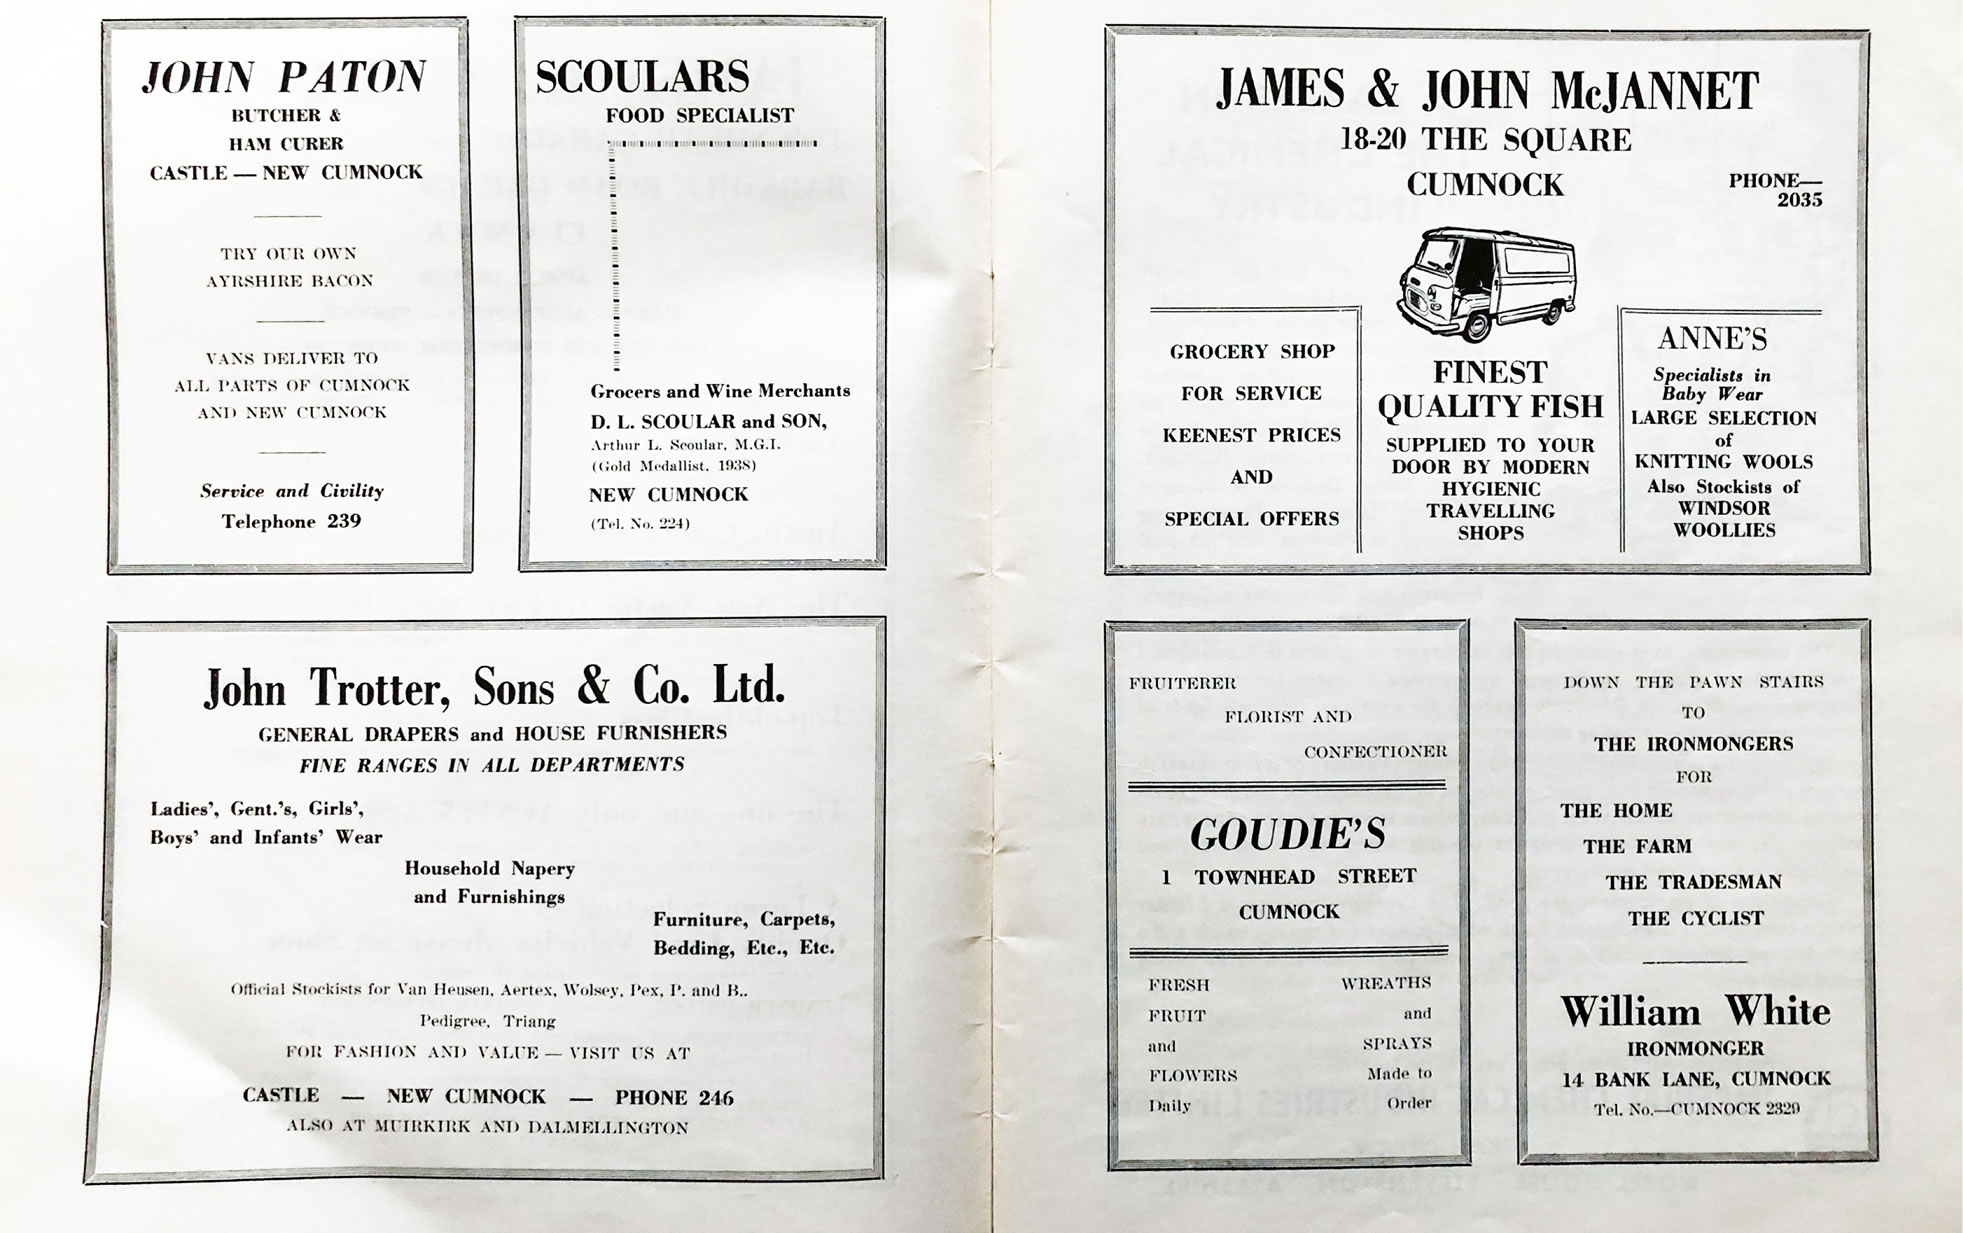 JOHN PATON
BUTCHER &
HAM CURER
CASTLE — NEW CUMNOCK
TRY OUR OWN
AYRSHIRE BACON
VANS DELIVER TO
ALL PARTS OF CUMNOCK
AND NEW CUMNOCK
Service and Civility
Telephone 239
SCOULARS
FOOD SPECIALIST
Grocers and Wine Merchants
D. L. SCOULAR and SON,
Arthur L. Scoular, M.G.I.
(Gold Medallist, 1938)
NEW CUMNOCK
(Tel. No. 224)
John Trotter, Sons & Co. Ltd.
GENERAL DRAPERS and HOUSE FURNISHERS
FINE RANGES IN ALL DEPARTMENTS
Ladies', Gent.'s, Girls',
Boys' and Infants' Wear
Household Napery
and Furnishings
Furniture, Carpets,
Bedding, Etc., Etc.
Official Stockists for Van Heusen, Aertex, Wolsey, Pex, P. and B..
Pedigree, Triang
FOR FASHION AND VALUE — VISIT US AT
CASTLE — NEW CUMNOCK — PHONE 246
ALSO AT MUIRKIRK AND DALMELLINGTON
JAMES & JOHN McJANNET
18-20 THE SQUARE
CUMNOCK
PHONE—
2035
GROCERY SHOP
FOR SERVICE
KEENEST PRICES
AND
SPECIAL OFFERS
FINEST
QUALITY FISH
SUPPLIED TO YOUR
DOOR BY MODERN
HYGIENIC
TRAVELLING
SHOPS
ANNE'S
Specialists in
Baby Wear
LARGE SELECTION
of
KNITTING WOOLS
Also Stockists of
WINDSOR
WOOLLIES
FRUITERER
FLORIST AND
CONFECTIONER
GOUDIE'S
1 TOWNHEAD STREET
CUMNOCK
FRESH
FRUIT
and
FLOWERS
Daily
WREATHS
and
SPRAYS
Made to
Order
DOWN THE PAWN STAIRS
TO
THE IRONMONGERS
FOR
THE HOME
THE FARM
THE TRADESMAN
THE CYCLIST
William White
IRONMONGER
14 BANK LANE, CUMNOCK
Tel. No.—CUMNOCK 2329